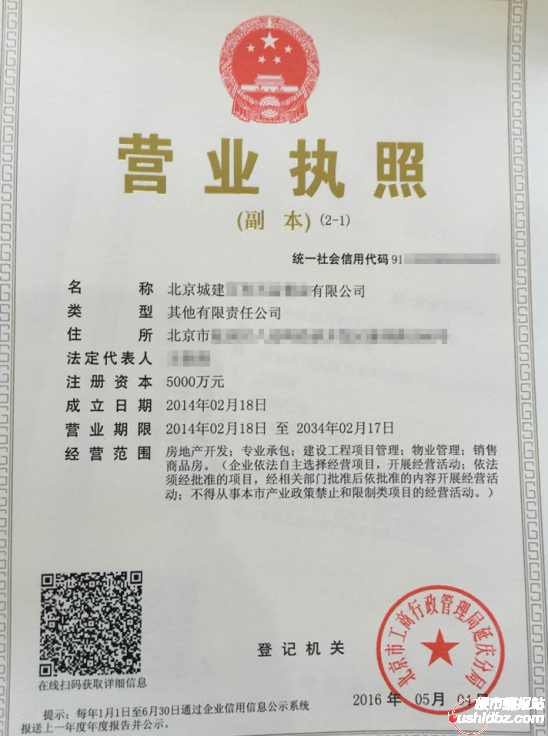 营业执照
(副 本) (2-1)
统一社会信用代码 91
名 称 北京城建 有限公司
类 型 其他有限责任公司
住 所 北京市
法定代表人
注册资本 5000万元
成立日期 2014年02月18日
营业期限 2014年02月18日 至 2034年02月17日
经营范围 房地产开发；专业承包；建设工程项目管理；物业管理；销售
商品房。（企业依法自主选择经营项目，开展经营活动；依法
须经批准的项目，经相关部门批准后依批准的内容开展经营活
动；不得从事本市产业政策禁止和限制类项目的经营活动。）
在线扫码获取详细信息
登记机关
北京市工商行政管理局延庆分局
2016 年 05月 日
提示：每年1月1日至6月30日通过企业信用信息公示系统
报送上一年度年度报告并公示。
楼市爆报站
ushldbz.com